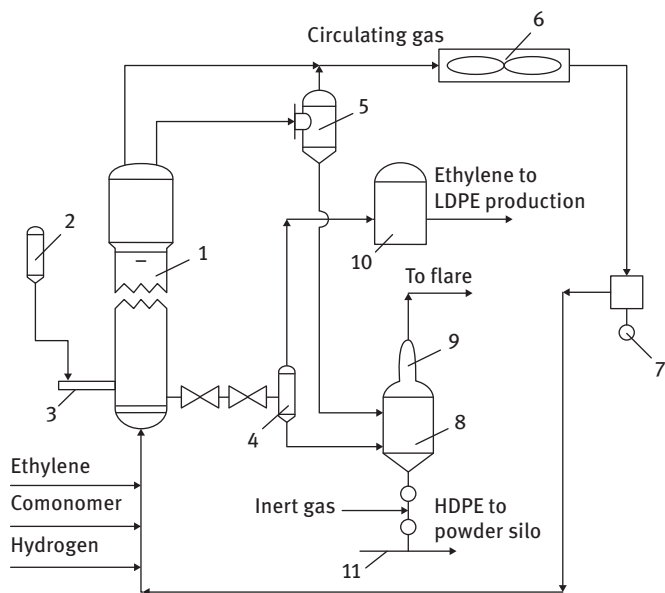 Circulating gas
6
5
Ethylene to
LDPE production
2
1
10
To flare
9
7
3
4
8
Ethylene
Inert gas
HDPE to
powder silo
Comonomer
Hydrogen
11